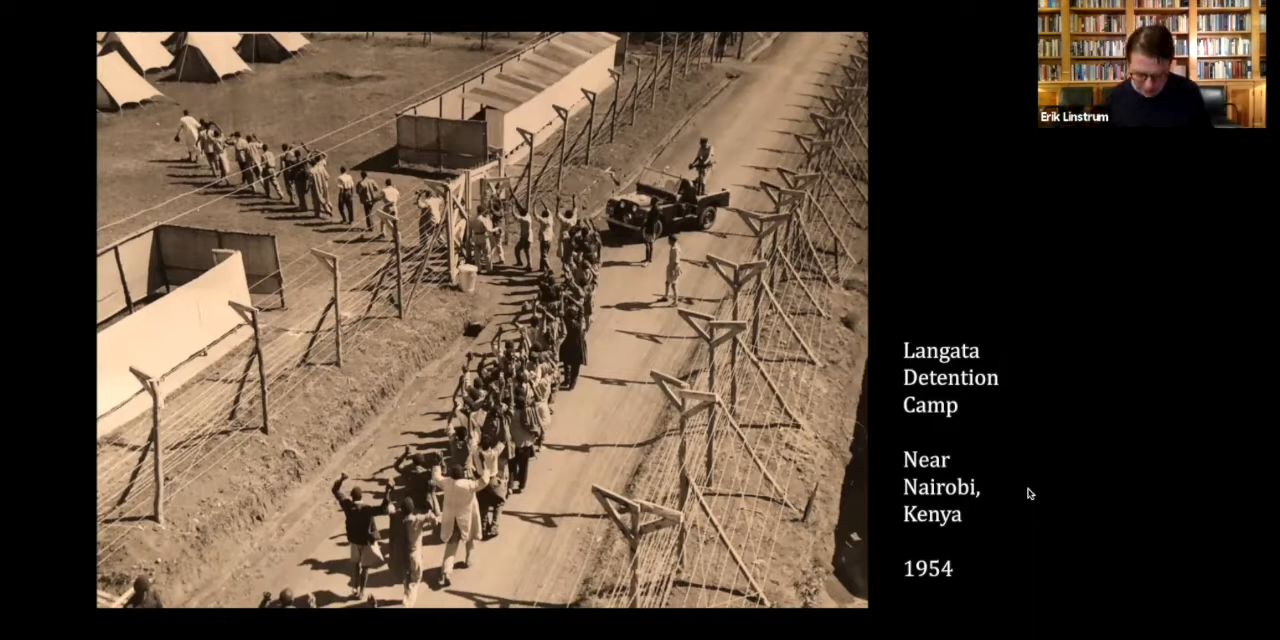 Erik Linstrum
Langata
Detention
Camp
Near
Nairobi,
Kenya
1954